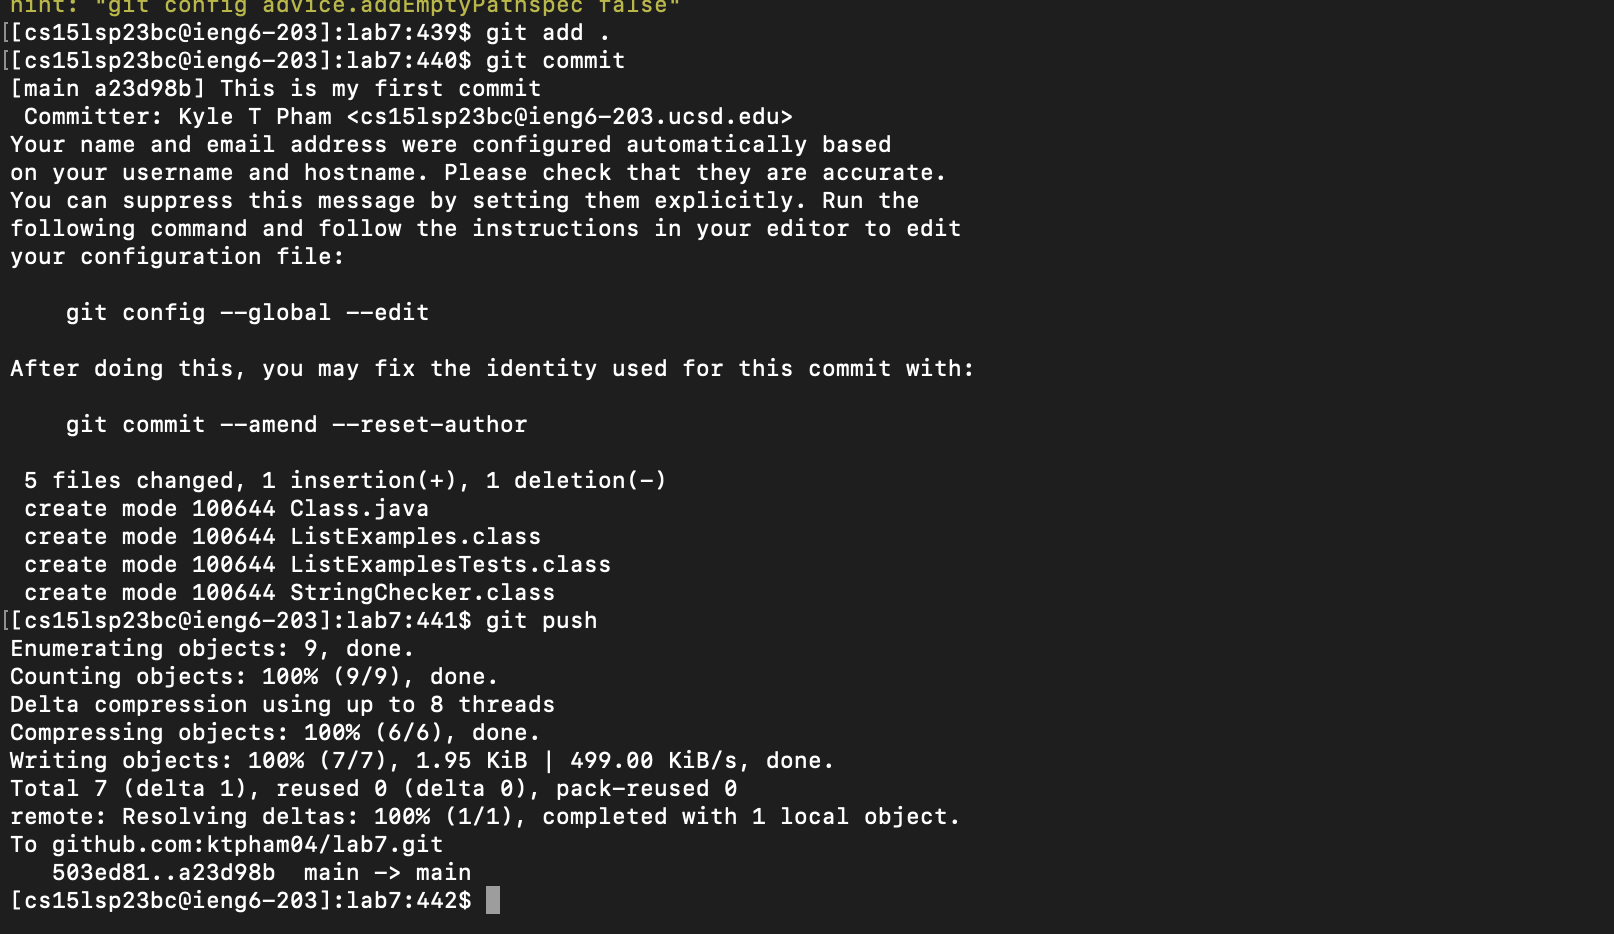 hint: "git config advice.addEmptyPathspec false"
[[cs15lsp23bc@ieng6-203]:lab7:439$ git add .
[[cs15lsp23bc@ieng6-203]:lab7:440$ git commit
[main a23d98b] This is my first commit
 Committer: Kyle T Pham <cs15lsp23bc@ieng6-203.ucsd.edu>
Your name and email address were configured automatically based
on your username and hostname. Please check that they are accurate.
You can suppress this message by setting them explicitly. Run the
following command and follow the instructions in your editor to edit
your configuration file:

    git config --global --edit

After doing this, you may fix the identity used for this commit with:

    git commit --amend --reset-author

 5 files changed, 1 insertion(+), 1 deletion(-)
 create mode 100644 Class.java
 create mode 100644 ListExamples.class
 create mode 100644 ListExamplesTests.class
 create mode 100644 StringChecker.class
[[cs15lsp23bc@ieng6-203]:lab7:441$ git push
Enumerating objects: 9, done.
Counting objects: 100% (9/9), done.
Delta compression using up to 8 threads
Compressing objects: 100% (6/6), done.
Writing objects: 100% (7/7), 1.95 KiB | 499.00 KiB/s, done.
Total 7 (delta 1), reused 0 (delta 0), pack-reused 0
remote: Resolving deltas: 100% (1/1), completed with 1 local object.
To github.com:ktpham04/lab7.git
   503ed81..a23d98b  main -> main
[cs15lsp23bc@ieng6-203]:lab7:442$